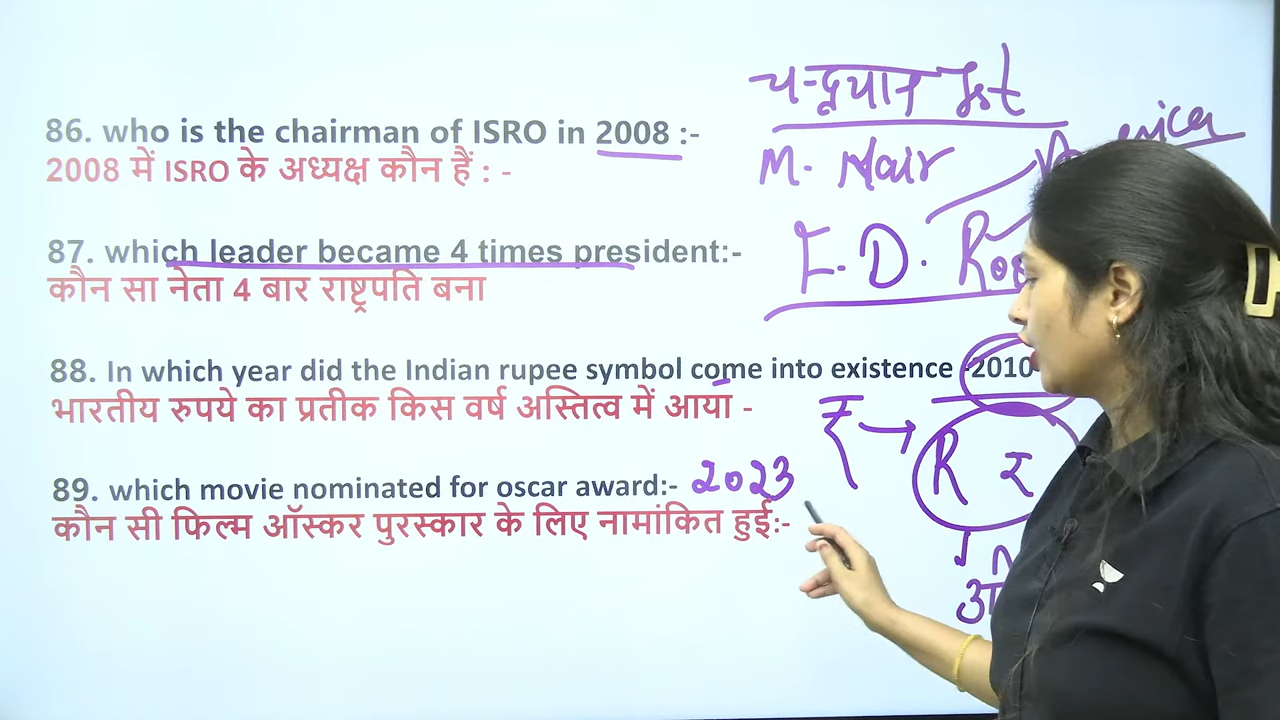 86. who is the chairman of ISRO in 2008 :-
2008 में ISRO के अध्यक्ष कौन हैं : -
चन्द्रयान Ist
M. Nair
87. which leader became 4 times president:-
कौन सा नेता 4 बार राष्ट्रपति बना
F. D.
88. In which year did the Indian rupee symbol come into existence -2010
भारतीय रुपये का प्रतीक किस वर्ष अस्तित्व में आया -
₹ → R र
89. which movie nominated for oscar award:- 2023
कौन सी फिल्म ऑस्कर पुरस्कार के लिए नामांकित हुई:-